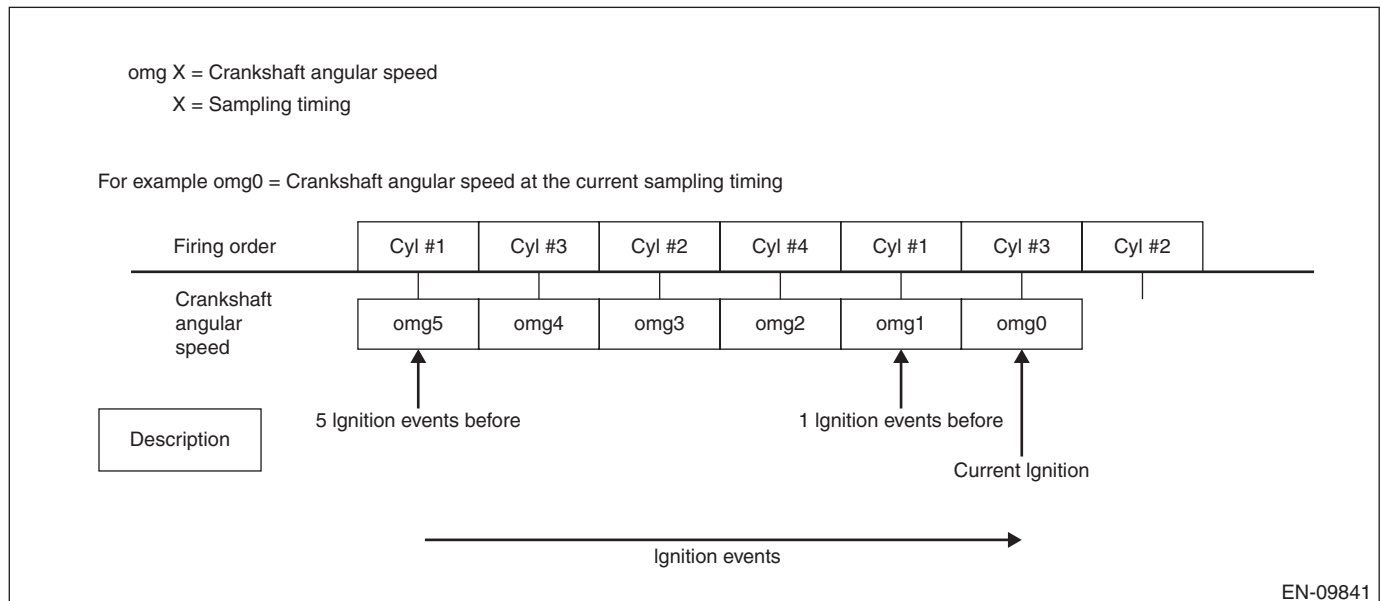 omg X = Crankshaft angular speed
X = Sampling timing
For example omg0 = Crankshaft angular speed at the current sampling timing
Firing order Cyl #1 Cyl #3 Cyl #2 Cyl #4 Cyl #1 Cyl #3 Cyl #2
Crankshaft
angular
speed
omg5 omg4 omg3 omg2 omg1 omg0
5 Ignition events before 1 Ignition events before
Description
Current Ignition
Ignition events
EN-09841